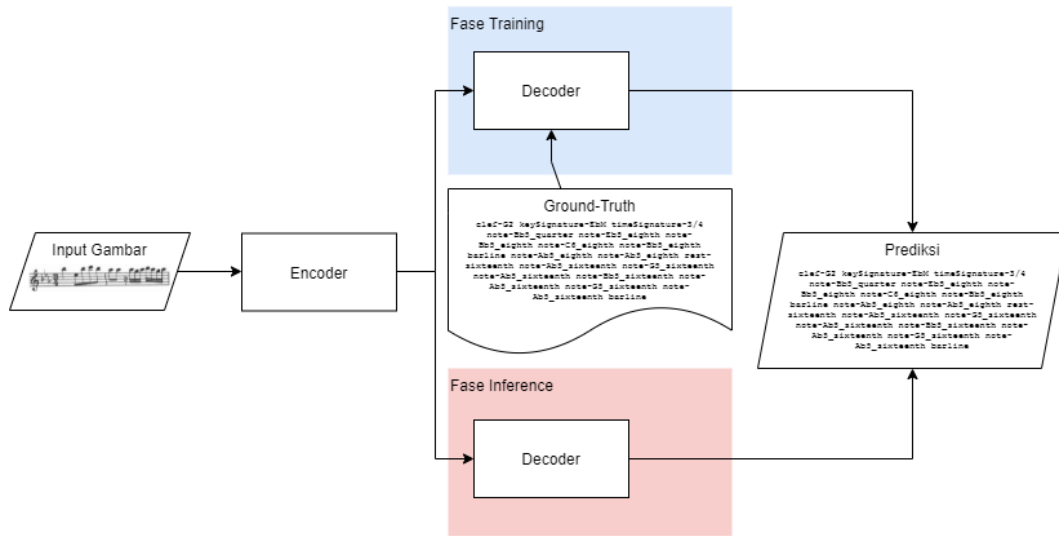 Fase Training
Decoder
Ground-Truth
clef-G2 keySignature-EbM timeSignature-3/4
note-Bb5_quarter note-Eb5_eighth note-
Bb5_eighth note-C6_eighth note-Bb5_eighth
barline note-Ab5_eighth note-Ab5_eighth rest-
sixteenth note-Ab5_sixteenth note-G5_sixteenth
note-Ab5_sixteenth note-Bb5_sixteenth note-
Ab5_sixteenth note-G5_sixteenth note-
Ab5_sixteenth barline
Input Gambar
Encoder
Prediksi
clef-G2 keySignature-EbM timeSignature-3/4
note-Bb5_quarter note-Eb5_eighth note-
Bb5_eighth note-C6_eighth note-Bb5_eighth
barline note-Ab5_eighth note-Ab5_eighth rest-
sixteenth note-Ab5_sixteenth note-G5_sixteenth
note-Ab5_sixteenth note-Bb5_sixteenth note-
Ab5_sixteenth note-G5_sixteenth note-
Ab5_sixteenth barline
Fase Inference
Decoder